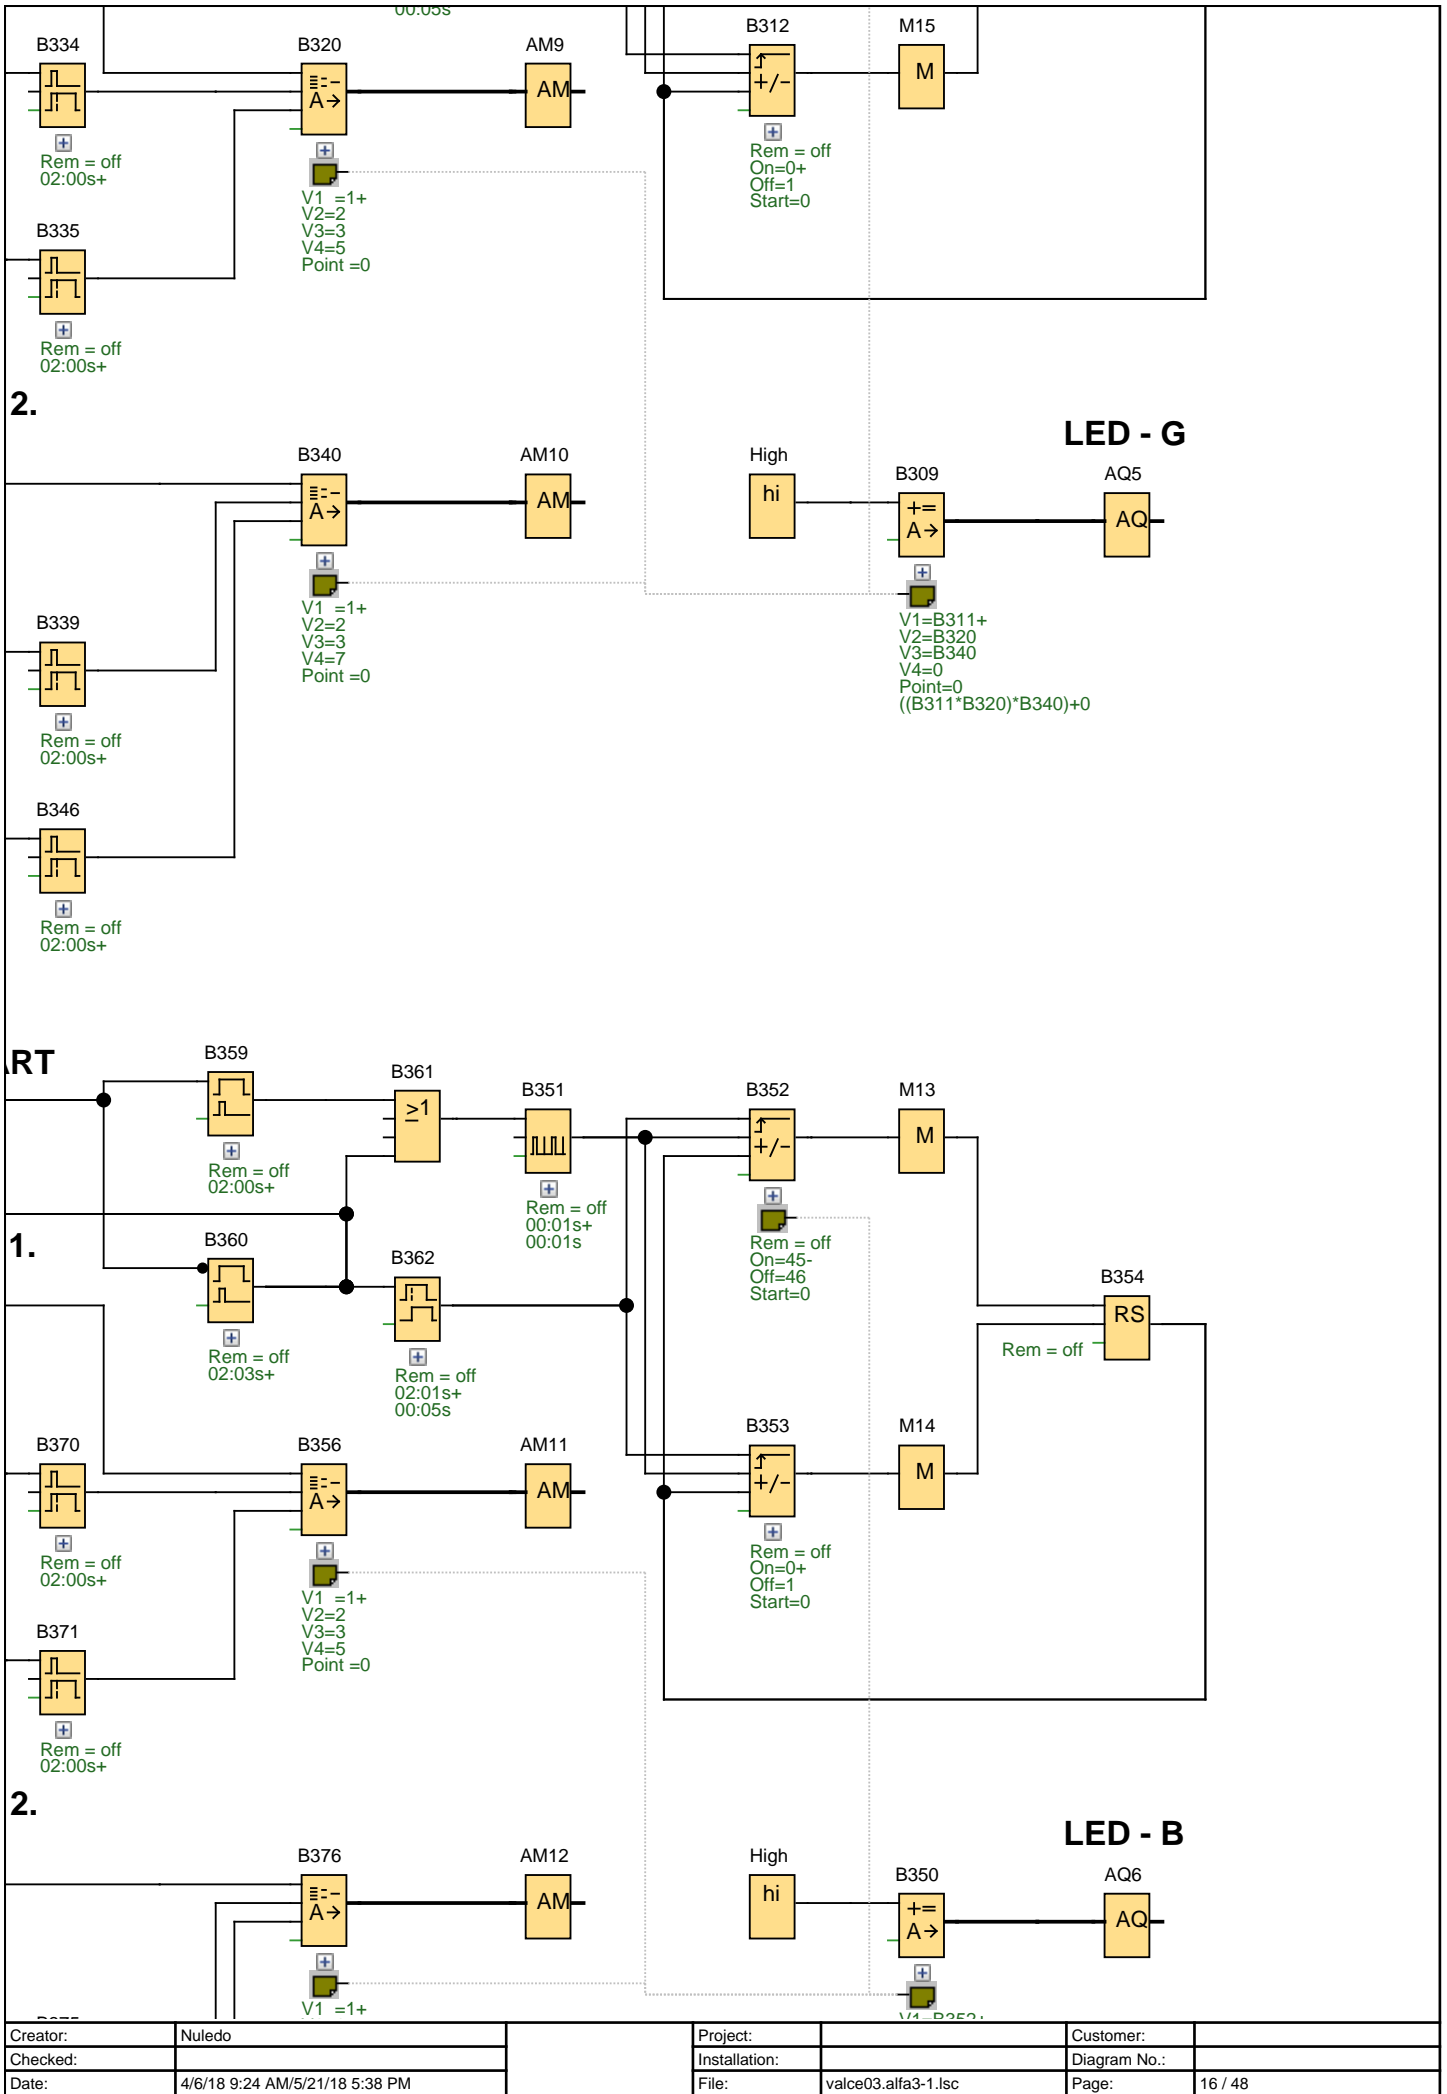 00:05s
B334
B320
AM9
B312
M15
A→
AM
+/-
M
Rem = off
02:00s+
V1 =1+
V2=2
V3=3
V4=5
Point =0
Rem = off
On=0+
Off=1
Start=0
B335
Rem = off
02:00s+
2.
LED - G
B340
AM10
High
B309
AQ5
A→
AM
hi
+=
A→
AQ
V1 =1+
V2=2
V3=3
V4=7
Point =0
V1=B311+
V2=B320
V3=B340
V4=0
Point=0
((B311*B320)*B340)+0
B339
Rem = off
02:00s+
B346
Rem = off
02:00s+
ART
B359
B361
B351
B352
M13
≥1
+/-
M
Rem = off
02:00s+
Rem = off
00:01s+
00:01s
Rem = off
On=45-
Off=46
Start=0
1.
B360
B362
B354
RS
Rem = off
Rem = off
02:03s+
Rem = off
02:01s+
00:05s
B370
B356
AM11
B353
M14
A→
AM
+/-
M
Rem = off
02:00s+
V1 =1+
V2=2
V3=3
V4=5
Point =0
Rem = off
On=0+
Off=1
Start=0
B371
Rem = off
02:00s+
2.
LED - B
B376
AM12
High
B350
AQ6
A→
AM
hi
+=
A→
AQ
V1 =1+
V1=B352+
B375
Creator: Nuledo Project: Customer:
Checked: Installation: Diagram No.:
Date: 4/6/18 9:24 AM/5/21/18 5:38 PM File: valce03.alfa3-1.lsc Page: 16 / 48